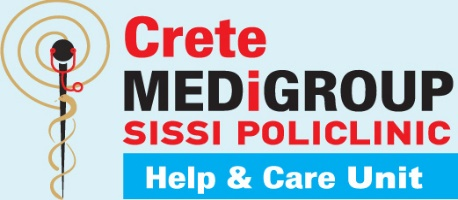 Crete
MEDiGROUP
SISSI POLICLINIC
Help & Care Unit